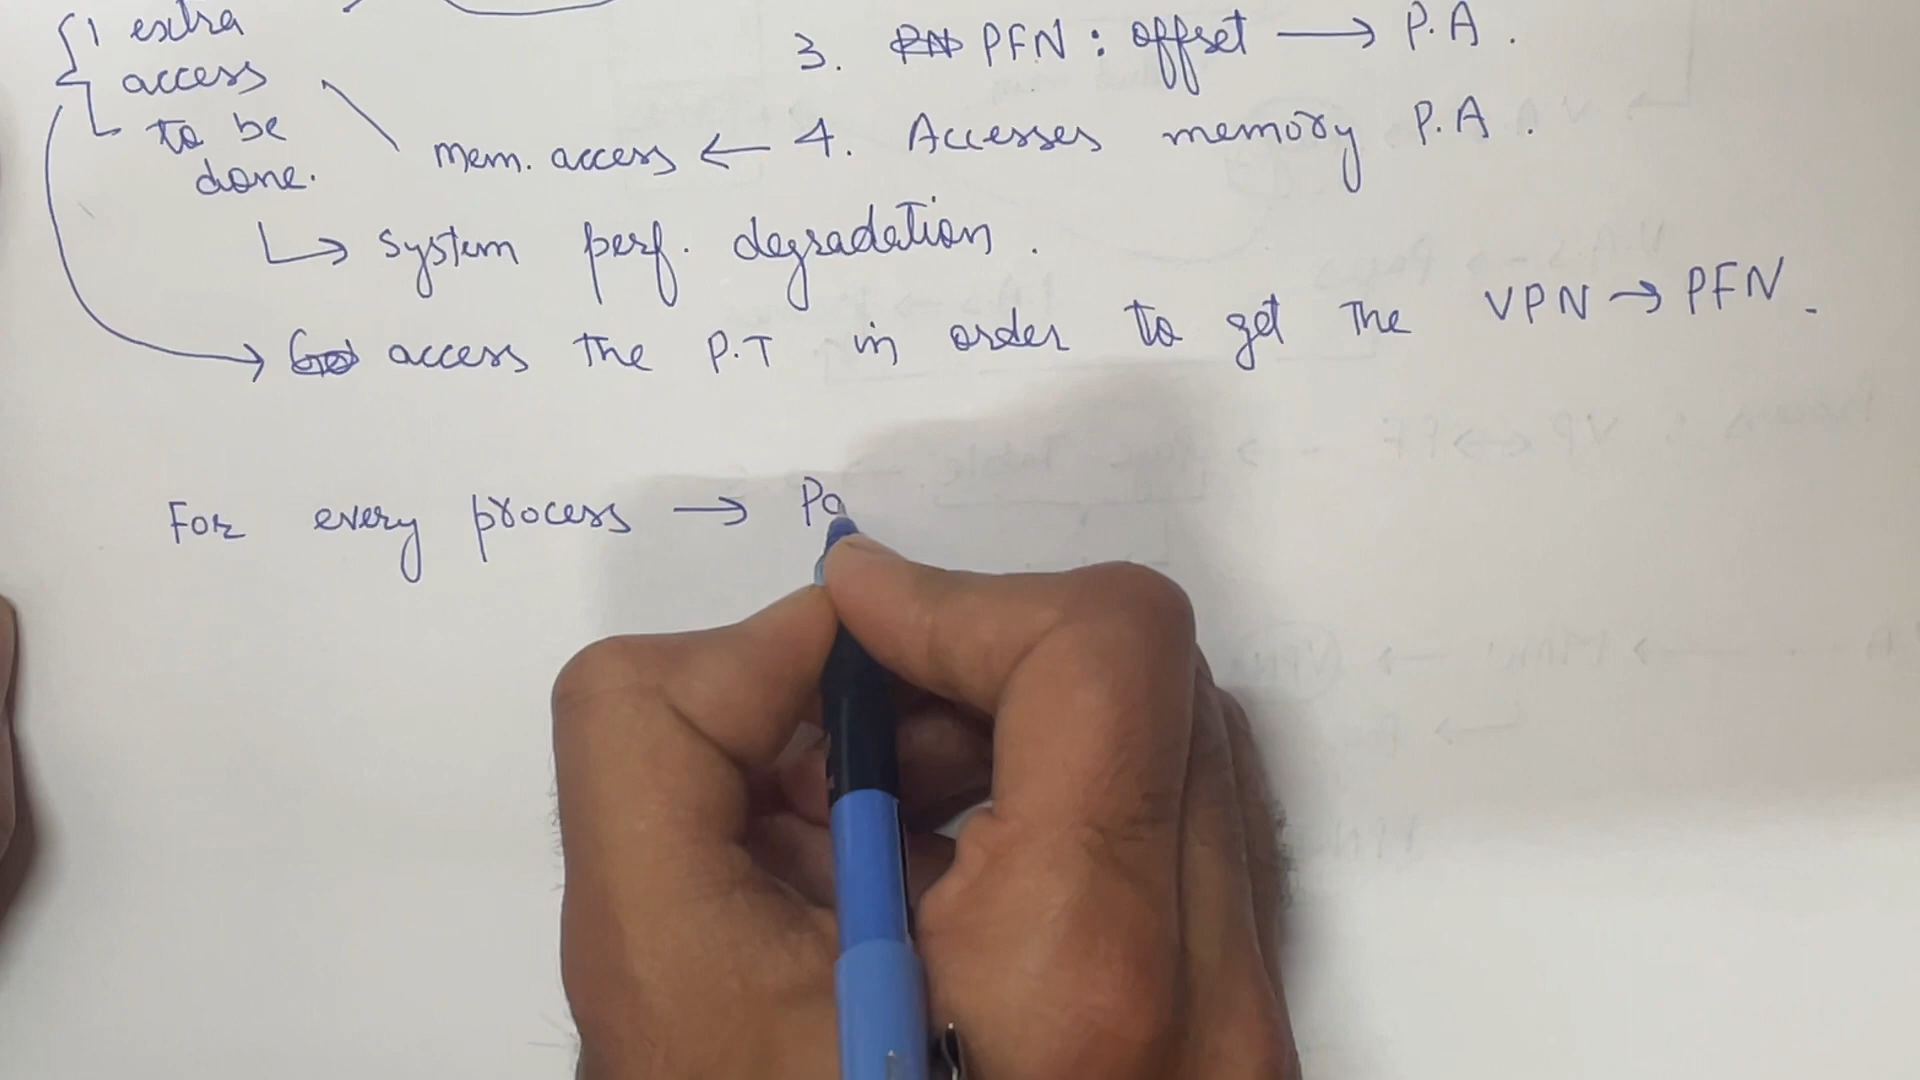 1 extra
access
to be
done.
3. PFN : offset → P.A.
mem. access ← 4. Accesses memory P.A.
↳ system perf. degradation.
→ access the P.T in order to get the VPN → PFN.
For every process → Pa